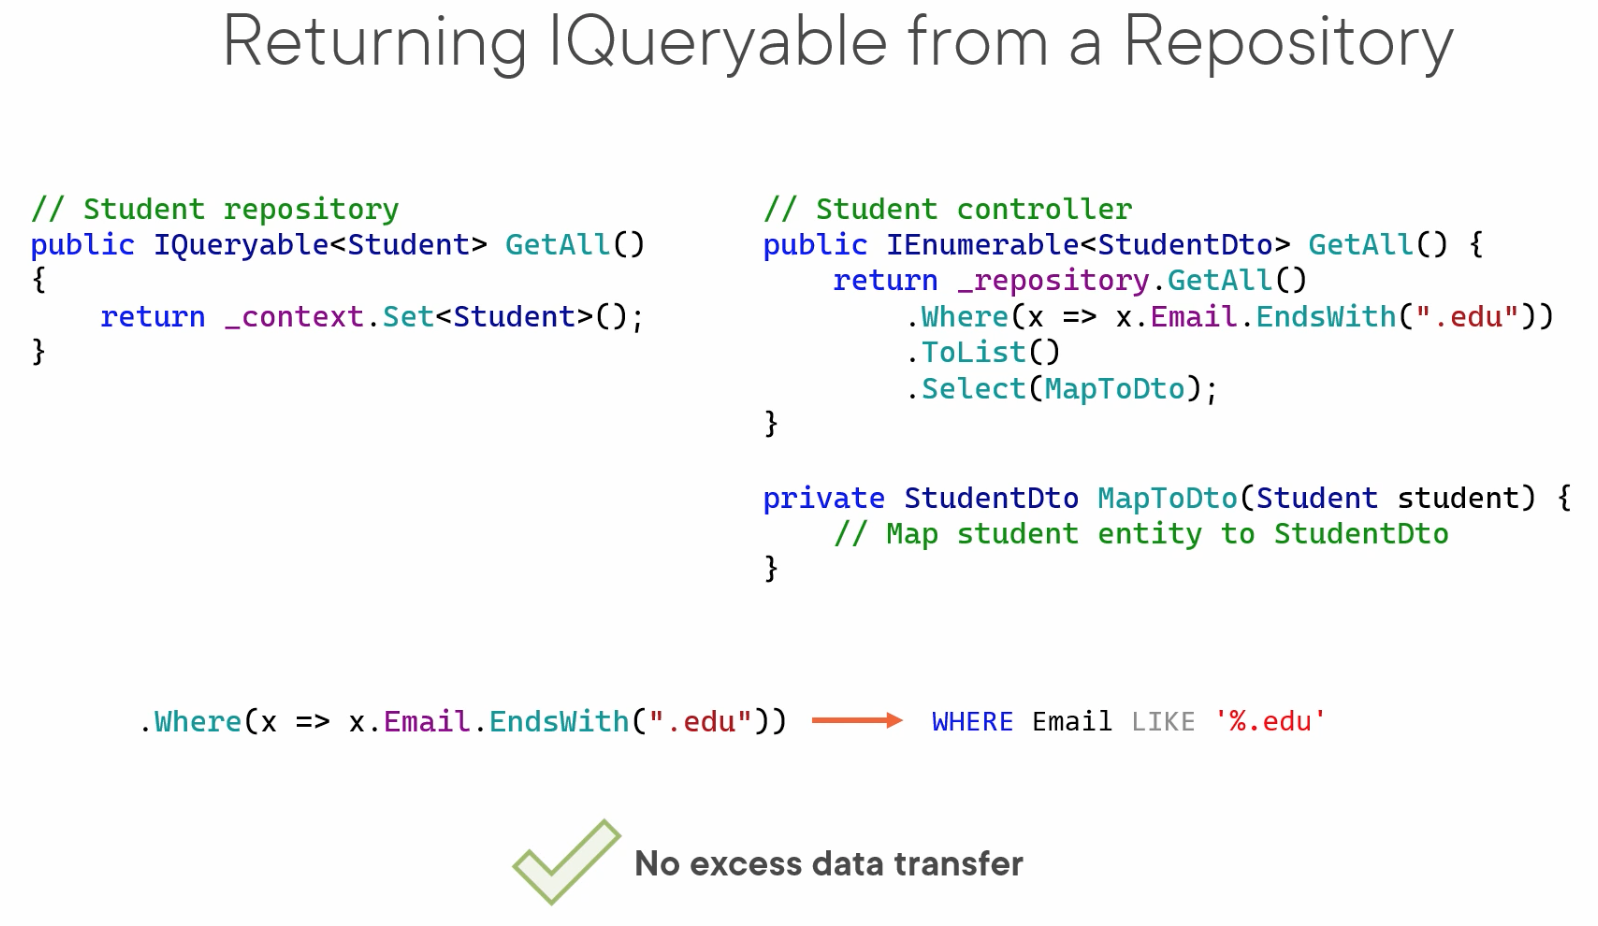 Returning IQueryable from a Repository
// Student repository
public IQueryable<Student> GetAll()
{
    return _context.Set<Student>();
}
// Student controller
public IEnumerable<StudentDto> GetAll() {
    return _repository.GetAll()
        .Where(x => x.Email.EndsWith(".edu"))
        .ToList()
        .Select(MapToDto);
}
private StudentDto MapToDto(Student student) {
    // Map student entity to StudentDto
}
.Where(x => x.Email.EndsWith(".edu")) → WHERE Email LIKE '%.edu'
No excess data transfer